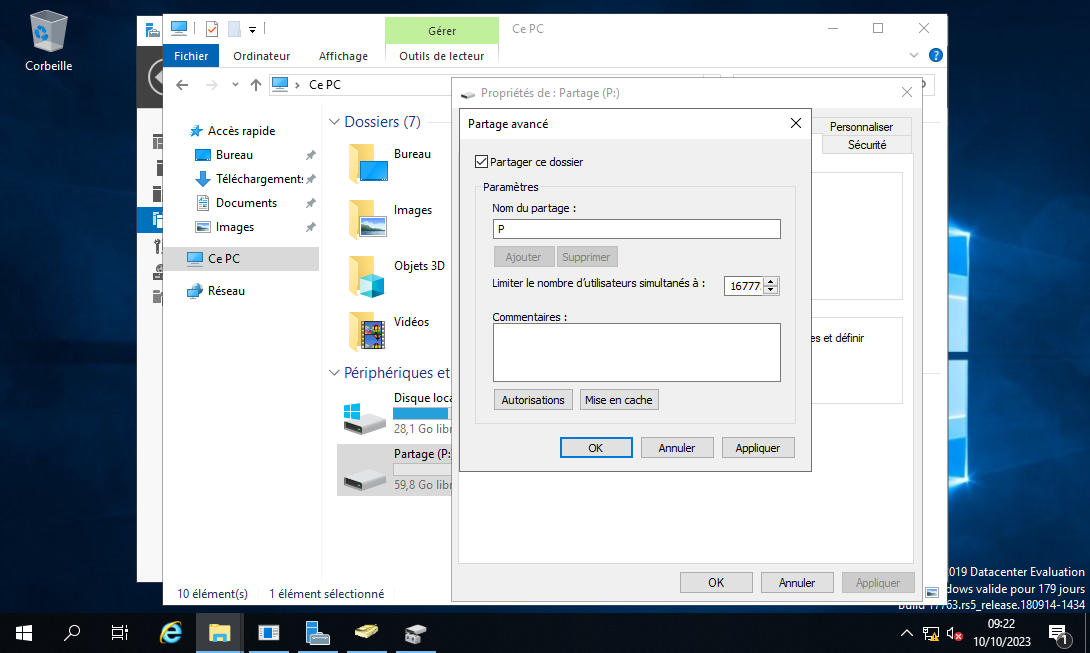 Corbeille
Gérer
Ce PC
Fichier
Ordinateur
Affichage
Outils de lecteur
?
Ce PC
Propriétés de : Partage (P:)
Partage avancé
Personnaliser
Sécurité
Accès rapide
Bureau
Téléchargements
Documents
Images
Ce PC
Réseau
Dossiers (7)
Bureau
Images
Objets 3D
Vidéos
Périphériques et
Disque loca
28,1 Go libr
Partage (P:
59,8 Go libr
Partager ce dossier
Paramètres
Nom du partage :
P
Ajouter
Supprimer
Limiter le nombre d'utilisateurs simultanés à :
16777
Commentaires :
Autorisations
Mise en cache
OK
Annuler
Appliquer
es et définir
OK
Annuler
Appliquer
10 élément(s)
1 élément sélectionné
2019 Datacenter Evaluation
dows valide pour 179 jours
Build 17763.rs5_release.180914-1434
09:22
10/10/2023
1